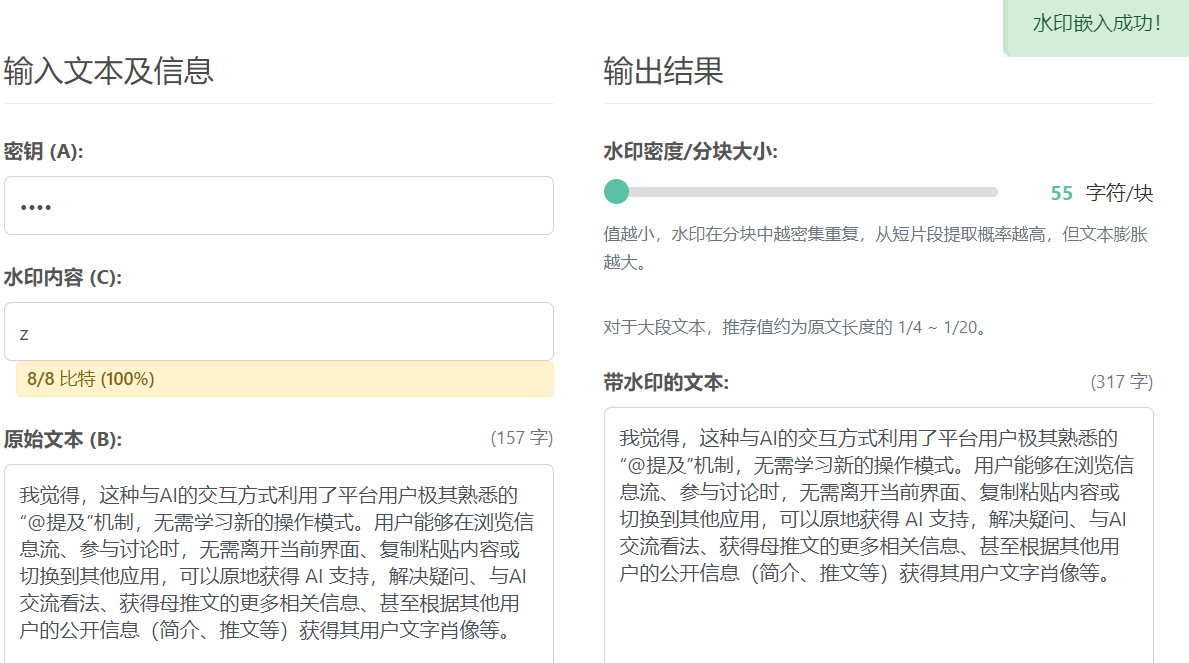 水印嵌入成功！
输入文本及信息
密钥 (A):
••••
水印内容 (C):
z
8/8 比特 (100%)
原始文本 (B):
(157 字)
我觉得，这种与AI的交互方式利用了平台用户极其熟悉的
“@提及”机制，无需学习新的操作模式。用户能够在浏览信
息流、参与讨论时，无需离开当前界面、复制粘贴内容或
切换到其他应用，可以原地获得 AI 支持，解决疑问、与AI
交流看法、获得母推文的更多相关信息、甚至根据其他用
户的公开信息（简介、推文等）获得其用户文字肖像等。
输出结果
水印密度/分块大小:
55 字符/块
值越小，水印在分块中越密集重复，从短片段提取概率越高，但文本膨胀
越大。
对于大段文本，推荐值约为原文长度的 1/4 ~ 1/20。
带水印的文本:
(317 字)
我觉得，这种与AI的交互方式利用了平台用户极其熟悉的
“@提及”机制，无需学习新的操作模式。用户能够在浏览信
息流、参与讨论时，无需离开当前界面、复制粘贴内容或
切换到其他应用，可以原地获得 AI 支持，解决疑问、与AI
交流看法、获得母推文的更多相关信息、甚至根据其他用
户的公开信息（简介、推文等）获得其用户文字肖像等。